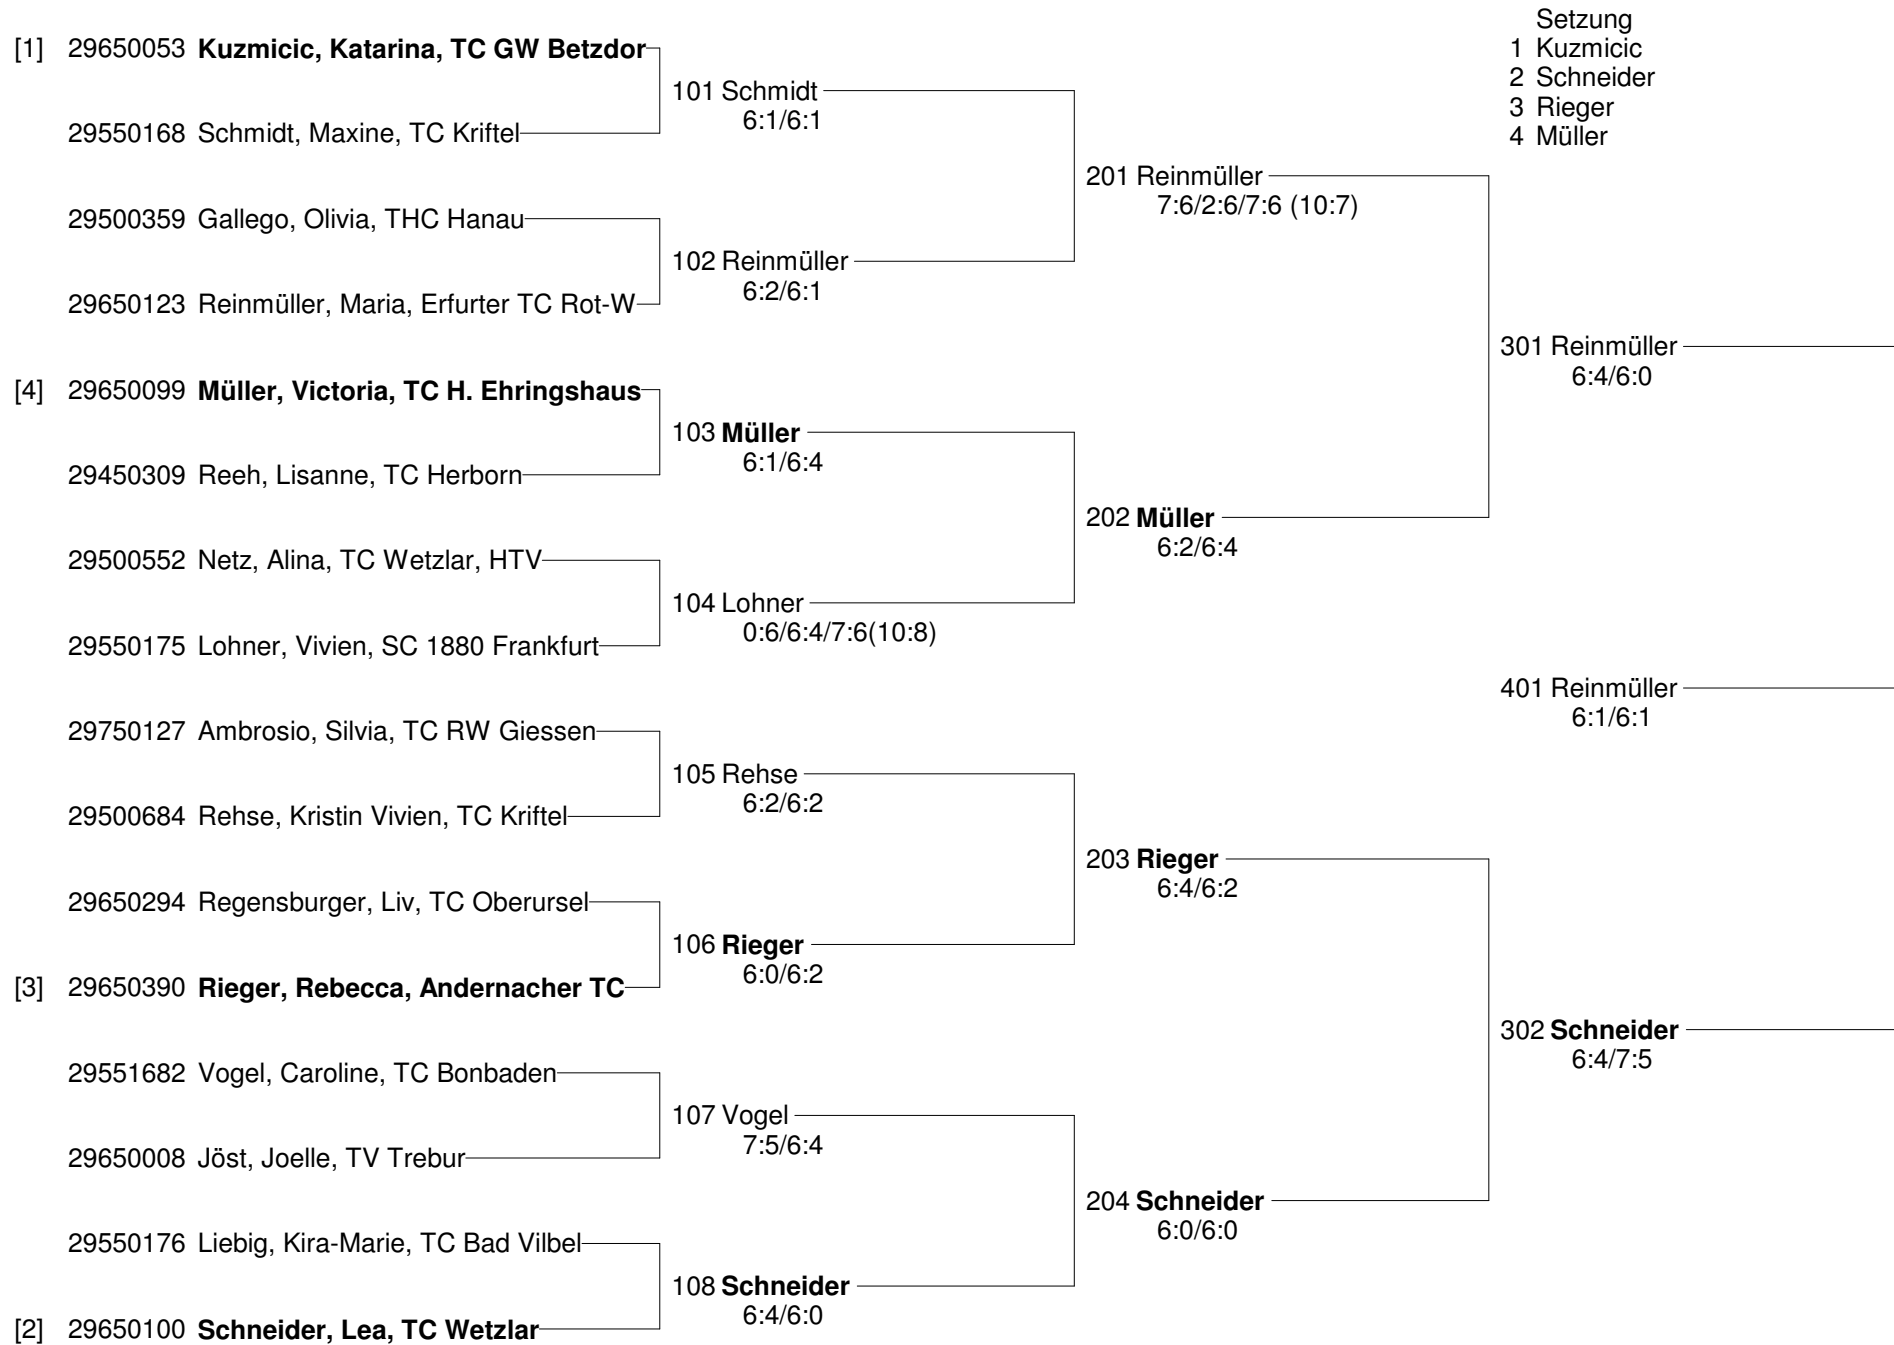 Setzung
1 Kuzmicic
2 Schneider
3 Rieger
4 Müller
[1] 29650053 Kuzmicic, Katarina, TC GW Betzdor
101 Schmidt
6:1/6:1
29550168 Schmidt, Maxine, TC Kriftel
201 Reinmüller
7:6/2:6/7:6 (10:7)
29500359 Gallego, Olivia, THC Hanau
102 Reinmüller
6:2/6:1
29650123 Reinmüller, Maria, Erfurter TC Rot-W
301 Reinmüller
6:4/6:0
[4] 29650099 Müller, Victoria, TC H. Ehringshaus
103 Müller
6:1/6:4
29450309 Reeh, Lisanne, TC Herborn
202 Müller
6:2/6:4
29500552 Netz, Alina, TC Wetzlar, HTV
104 Lohner
0:6/6:4/7:6(10:8)
29550175 Lohner, Vivien, SC 1880 Frankfurt
401 Reinmüller
6:1/6:1
29750127 Ambrosio, Silvia, TC RW Giessen
105 Rehse
6:2/6:2
29500684 Rehse, Kristin Vivien, TC Kriftel
203 Rieger
6:4/6:2
29650294 Regensburger, Liv, TC Oberursel
106 Rieger
6:0/6:2
[3] 29650390 Rieger, Rebecca, Andernacher TC
302 Schneider
6:4/7:5
29551682 Vogel, Caroline, TC Bonbaden
107 Vogel
7:5/6:4
29650008 Jöst, Joelle, TV Trebur
204 Schneider
6:0/6:0
29550176 Liebig, Kira-Marie, TC Bad Vilbel
108 Schneider
6:4/6:0
[2] 29650100 Schneider, Lea, TC Wetzlar